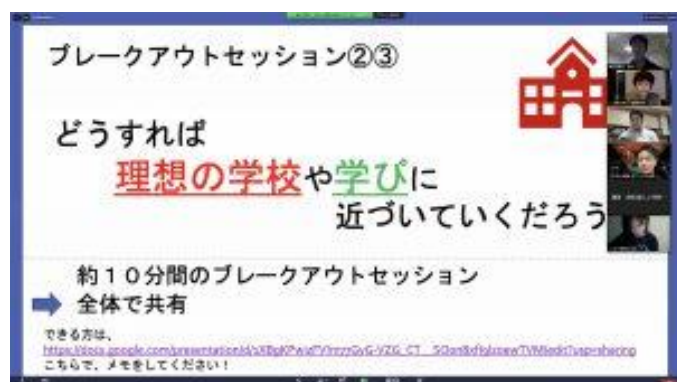 ブレークアウトセッション②③
どうすれば
理想の学校や学びに
近づいていくだろう
約10分間のブレークアウトセッション
全体で共有
できる方は、
こちらで、メモをしてください！